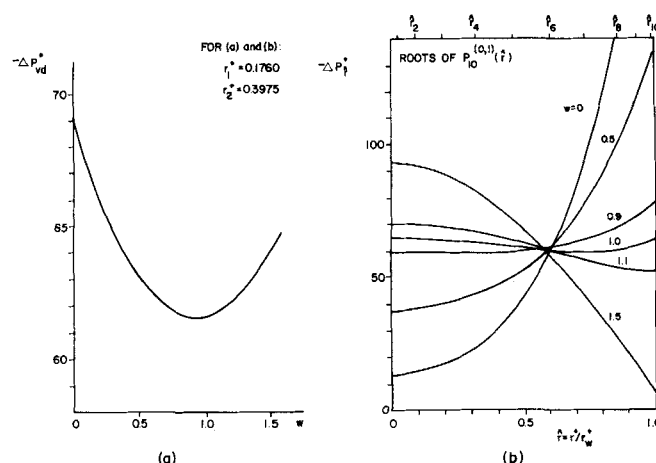 -ΔP*vd
FOR (a) and (b):
r₁⁺ = 0.1760
r₂⁺ = 0.3975
70
65
60
0
0.5
1.0
1.5
w
(a)
r̂₂
r̂₄
r̂₆
r̂₈
r̂₁₀
ROOTS OF P₁₀^(0,1)(r̂)
w=0
0.5
0.9
1.0
1.1
1.5
100
50
0
0
0.5
1.0
r̂=r⁺/r_w⁺
(b)